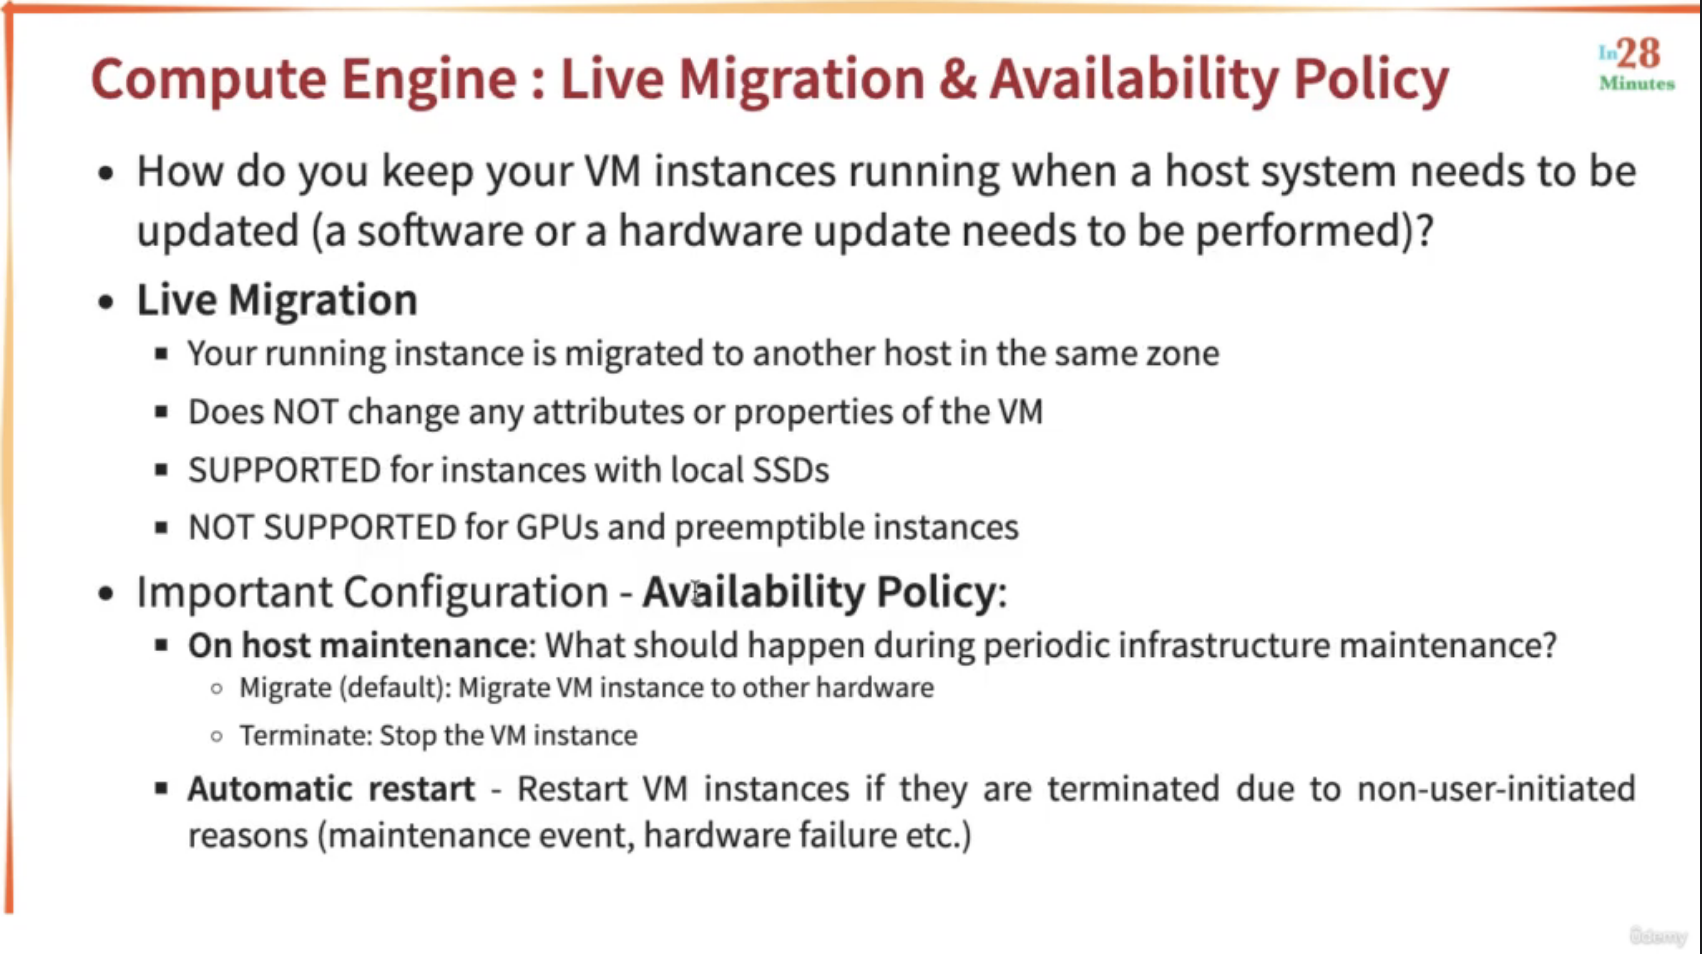 Compute Engine : Live Migration & Availability Policy
In28
Minutes
• How do you keep your VM instances running when a host system needs to be
updated (a software or a hardware update needs to be performed)?
• Live Migration
▪ Your running instance is migrated to another host in the same zone
▪ Does NOT change any attributes or properties of the VM
▪ SUPPORTED for instances with local SSDs
▪ NOT SUPPORTED for GPUs and preemptible instances
• Important Configuration - Availability Policy:
▪ On host maintenance: What should happen during periodic infrastructure maintenance?
◦ Migrate (default): Migrate VM instance to other hardware
◦ Terminate: Stop the VM instance
▪ Automatic restart - Restart VM instances if they are terminated due to non-user-initiated
reasons (maintenance event, hardware failure etc.)
Udemy